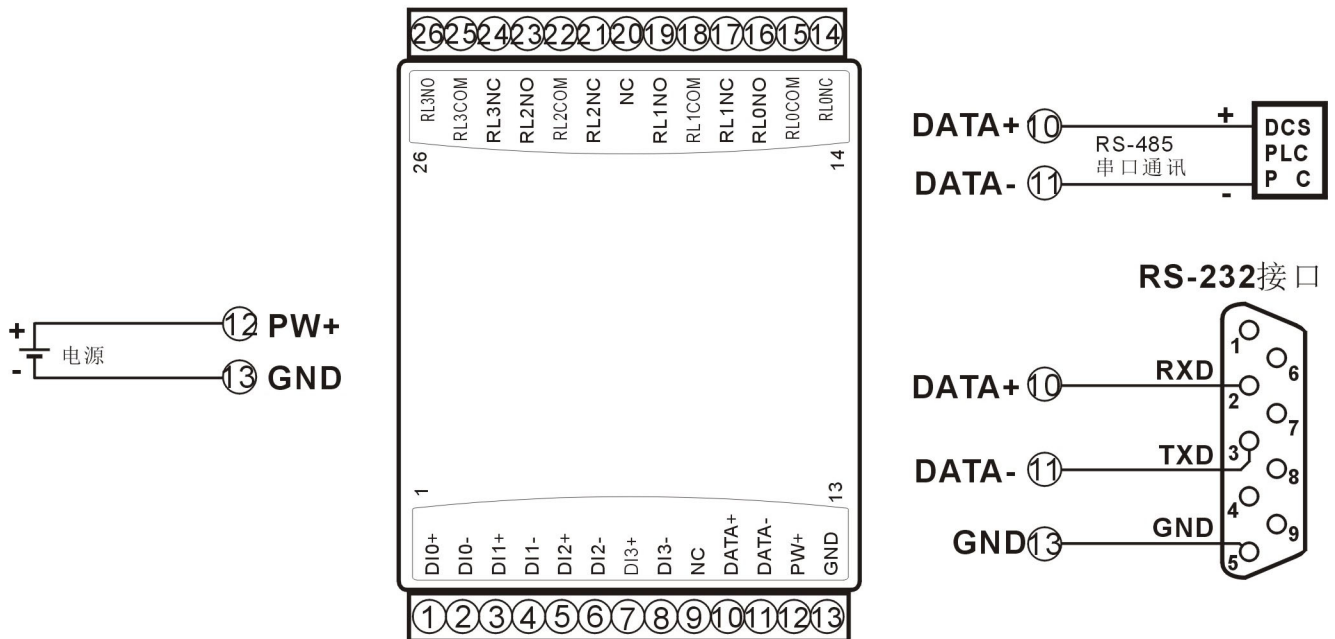 26 25 24 23 22 21 20 19 18 17 16 15 14
RL3NO
RL3COM
RL3NC
RL2NO
RL2COM
RL2NC
NC
RL1NO
RL1COM
RL1NC
RL0NO
RL0COM
RL0NC
26
14
+
电源
-
12 PW+
13 GND
1
13
DI0+
DI0-
DI1+
DI1-
DI2+
DI2-
DI3+
DI3-
NC
DATA+
DATA-
PW+
GND
1 2 3 4 5 6 7 8 9 10 11 12 13
DATA+ 10
RS-485
串口通讯
DATA- 11
+
-
DCS
PLC
P C
RS-232接口
DATA+ 10 RXD
DATA- 11 TXD
GND 13 GND
1
6
2
7
3
8
4
9
5